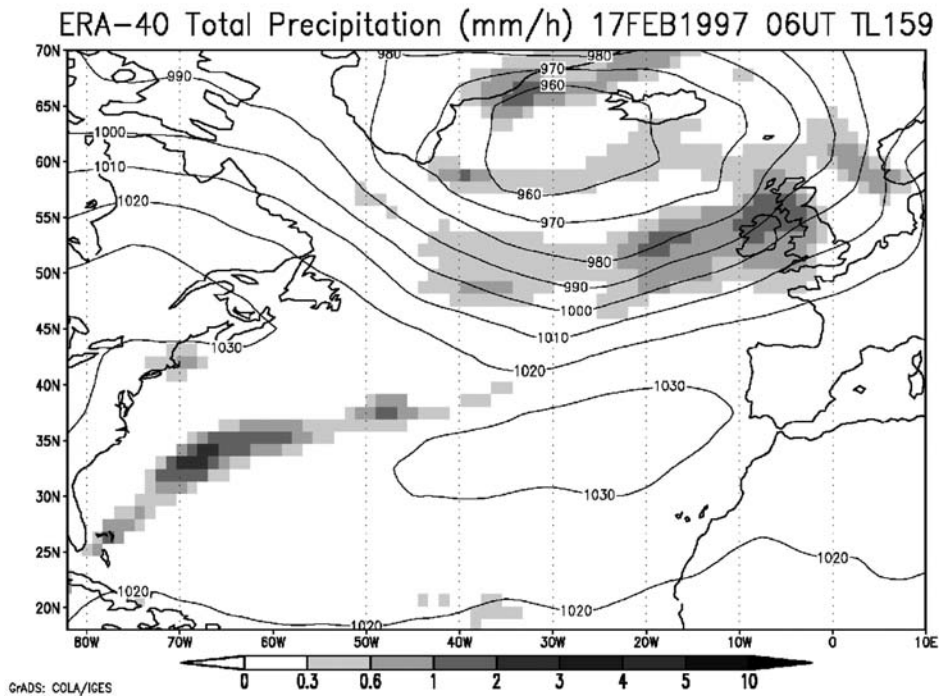 ERA-40 Total Precipitation (mm/h) 17FEB1997 06UT TL159
70N
65N
60N
55N
50N
45N
40N
35N
30N
25N
20N
980
980
990
970
960
1000
1010
1020
960
970
980
990
1000
1010
1020
1030
1030
1030
1020
1020
1020
1020
80W 70W 60W 50W 40W 30W 20W 10W 0 10E
0 0.3 0.6 1 2 3 4 5 10
GrADS: COLA/IGES